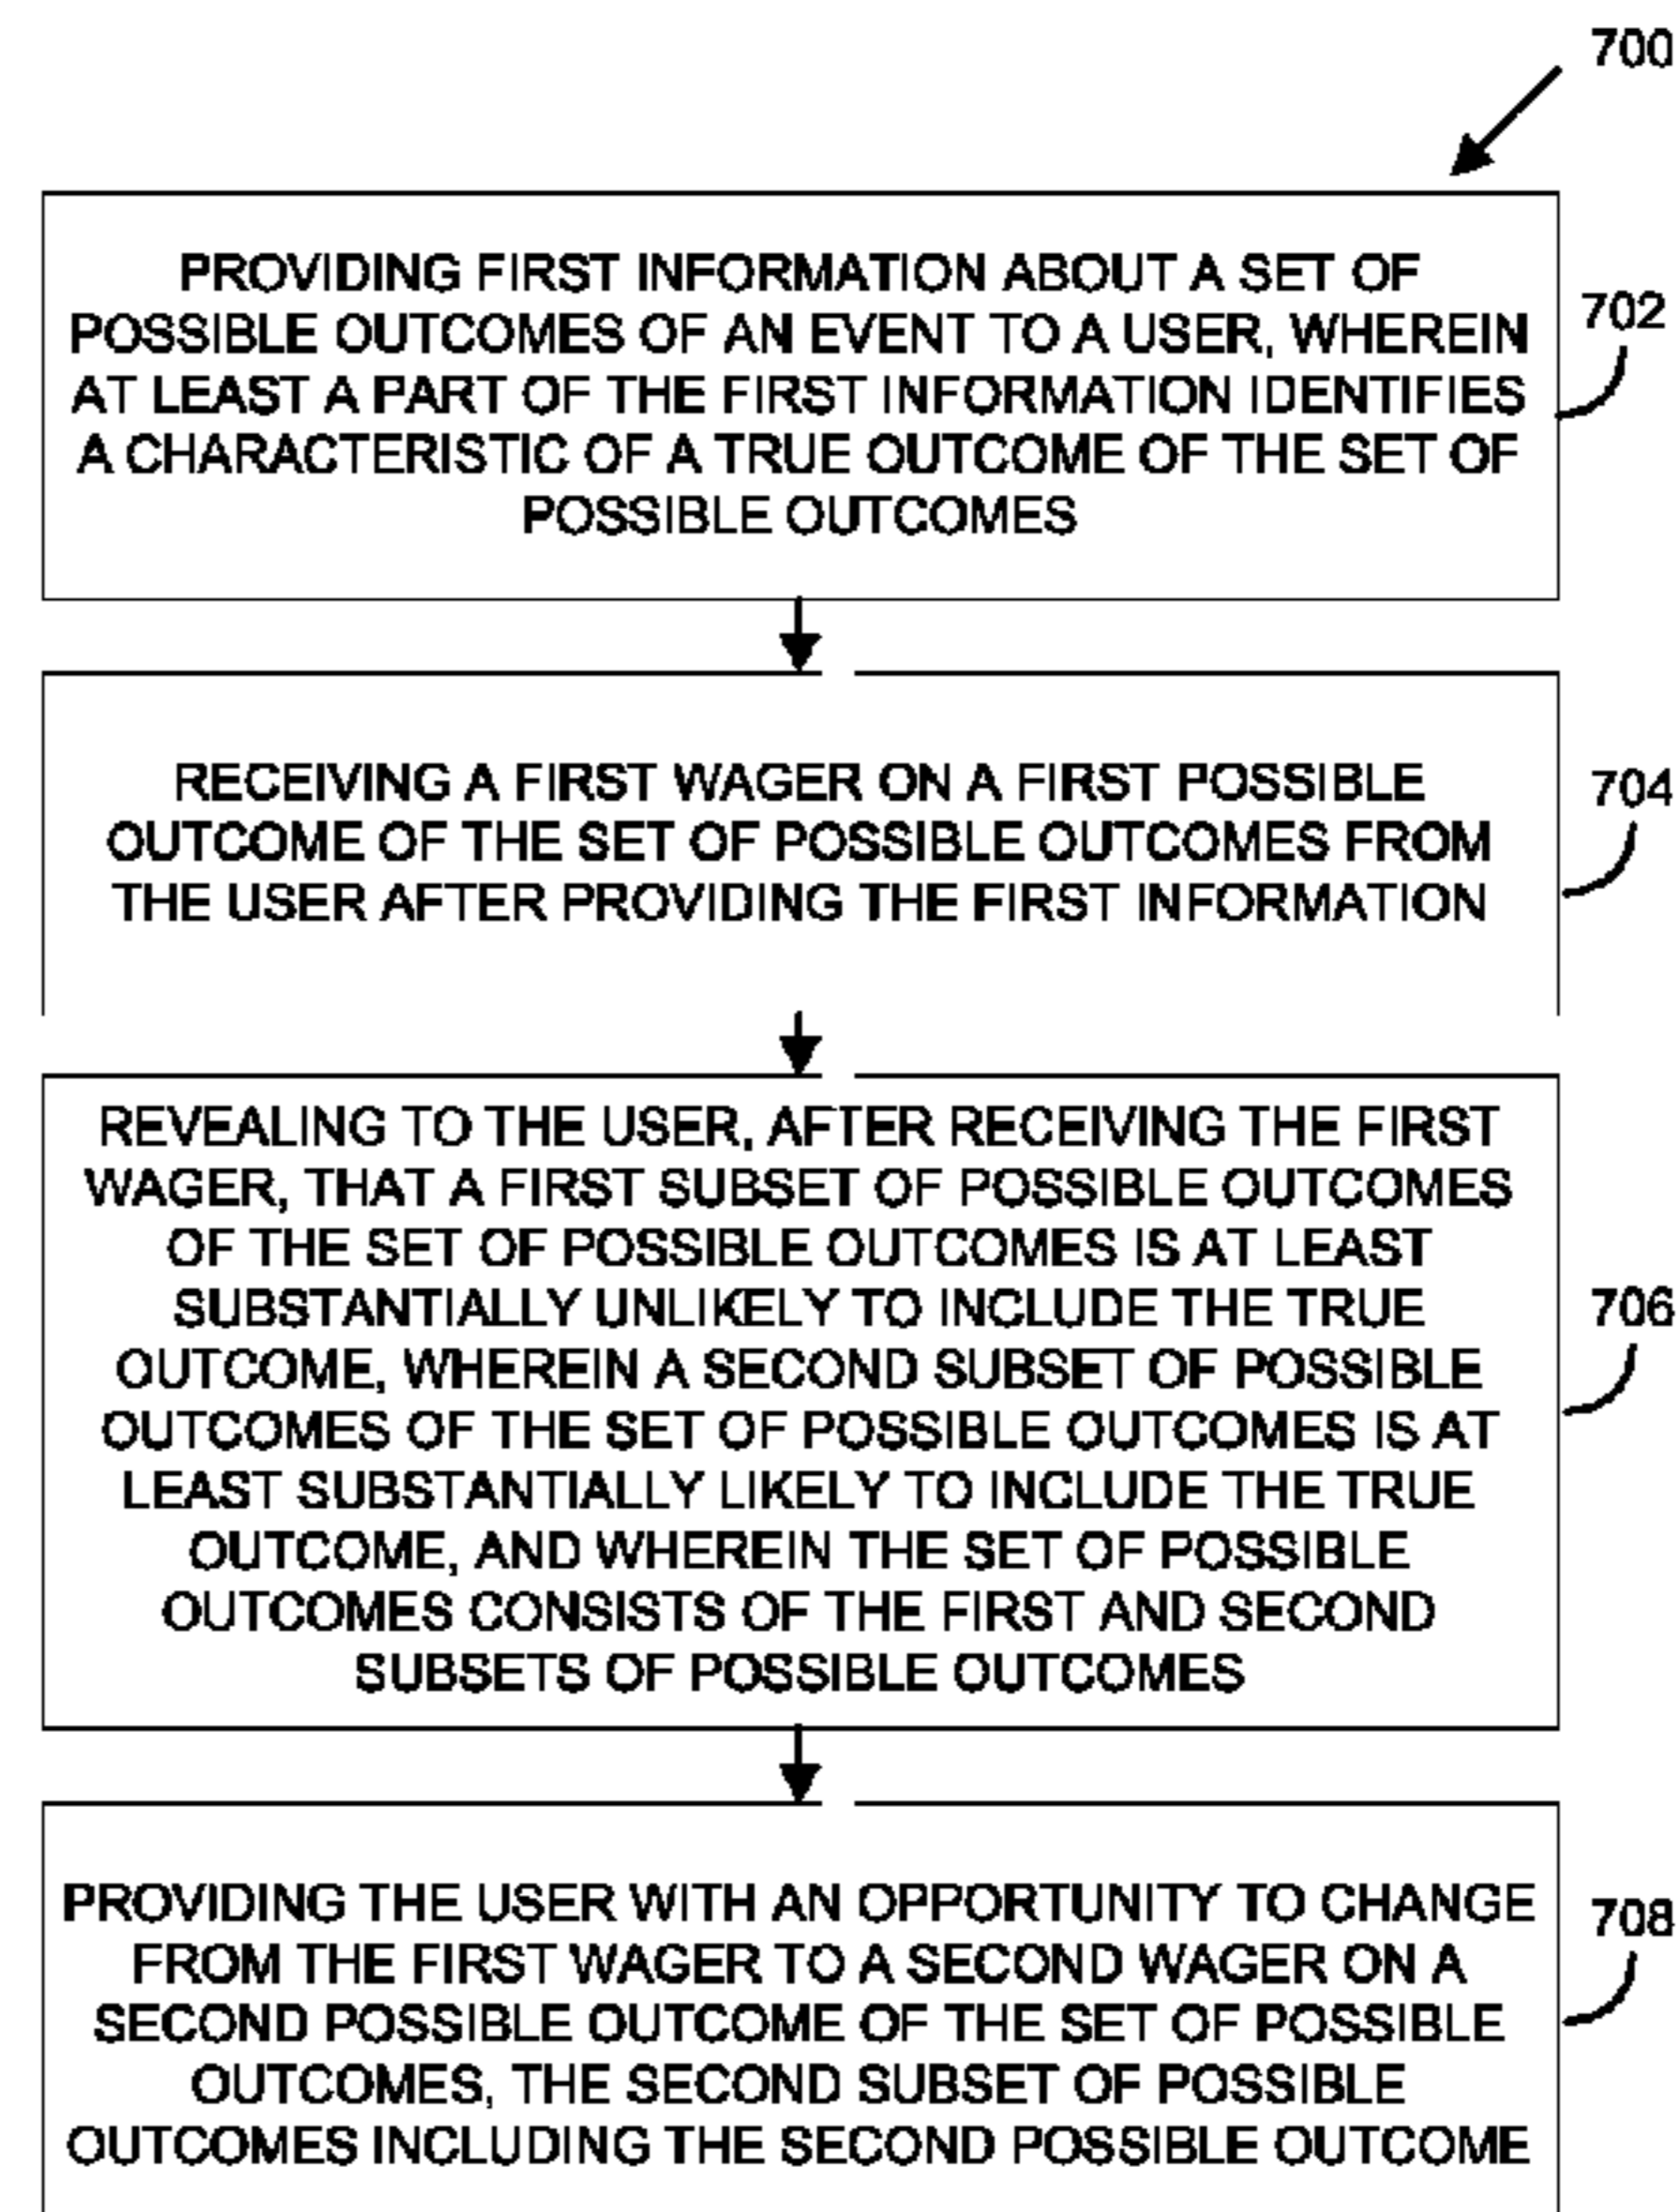 700
PROVIDING FIRST INFORMATION ABOUT A SET OF
POSSIBLE OUTCOMES OF AN EVENT TO A USER, WHEREIN
AT LEAST A PART OF THE FIRST INFORMATION IDENTIFIES
A CHARACTERISTIC OF A TRUE OUTCOME OF THE SET OF
POSSIBLE OUTCOMES
702
RECEIVING A FIRST WAGER ON A FIRST POSSIBLE
OUTCOME OF THE SET OF POSSIBLE OUTCOMES FROM
THE USER AFTER PROVIDING THE FIRST INFORMATION
704
REVEALING TO THE USER, AFTER RECEIVING THE FIRST
WAGER, THAT A FIRST SUBSET OF POSSIBLE OUTCOMES
OF THE SET OF POSSIBLE OUTCOMES IS AT LEAST
SUBSTANTIALLY UNLIKELY TO INCLUDE THE TRUE
OUTCOME, WHEREIN A SECOND SUBSET OF POSSIBLE
OUTCOMES OF THE SET OF POSSIBLE OUTCOMES IS AT
LEAST SUBSTANTIALLY LIKELY TO INCLUDE THE TRUE
OUTCOME, AND WHEREIN THE SET OF POSSIBLE
OUTCOMES CONSISTS OF THE FIRST AND SECOND
SUBSETS OF POSSIBLE OUTCOMES
706
PROVIDING THE USER WITH AN OPPORTUNITY TO CHANGE
FROM THE FIRST WAGER TO A SECOND WAGER ON A
SECOND POSSIBLE OUTCOME OF THE SET OF POSSIBLE
OUTCOMES, THE SECOND SUBSET OF POSSIBLE
OUTCOMES INCLUDING THE SECOND POSSIBLE OUTCOME
708